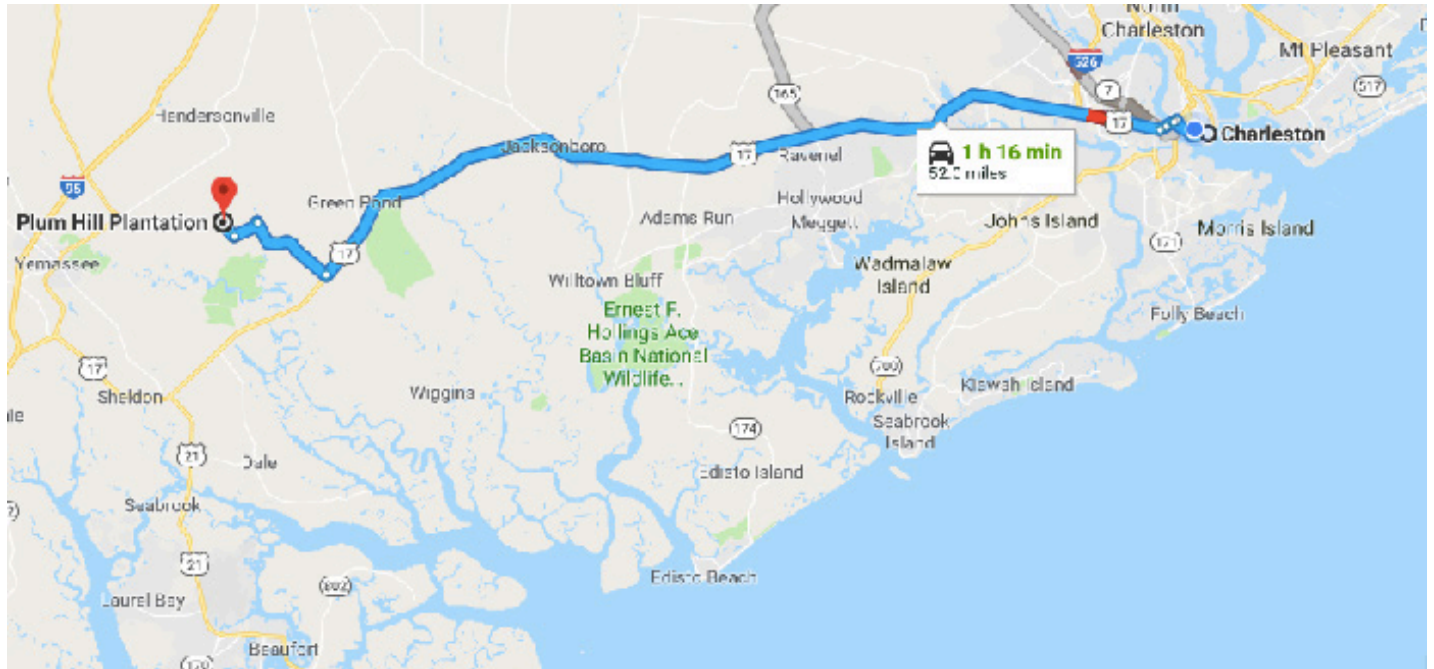 North
Charleston
Mt Pleasant
526
7
517
165
Hendersonville
17
Charleston
Jacksonboro
17
Ravenel
1 h 16 min
miles
95
Green Pond
Hollywood
Meggett
Plum Hill Plantation
Adams Run
Johns Island
171
Morris Island
17
Yemassee
Willtown Bluff
Wadmalaw
Island
Ernest F.
Hollings Ace
Basin National
Wildlife..
Folly Beach
17
Sheldon
Wiggins
Kiawah Island
Rockville
Seabrook
Island
174
21
Dale
Edisto Island
Seabrook
21
Edisto Beach
Laurel Bay
Beaufort